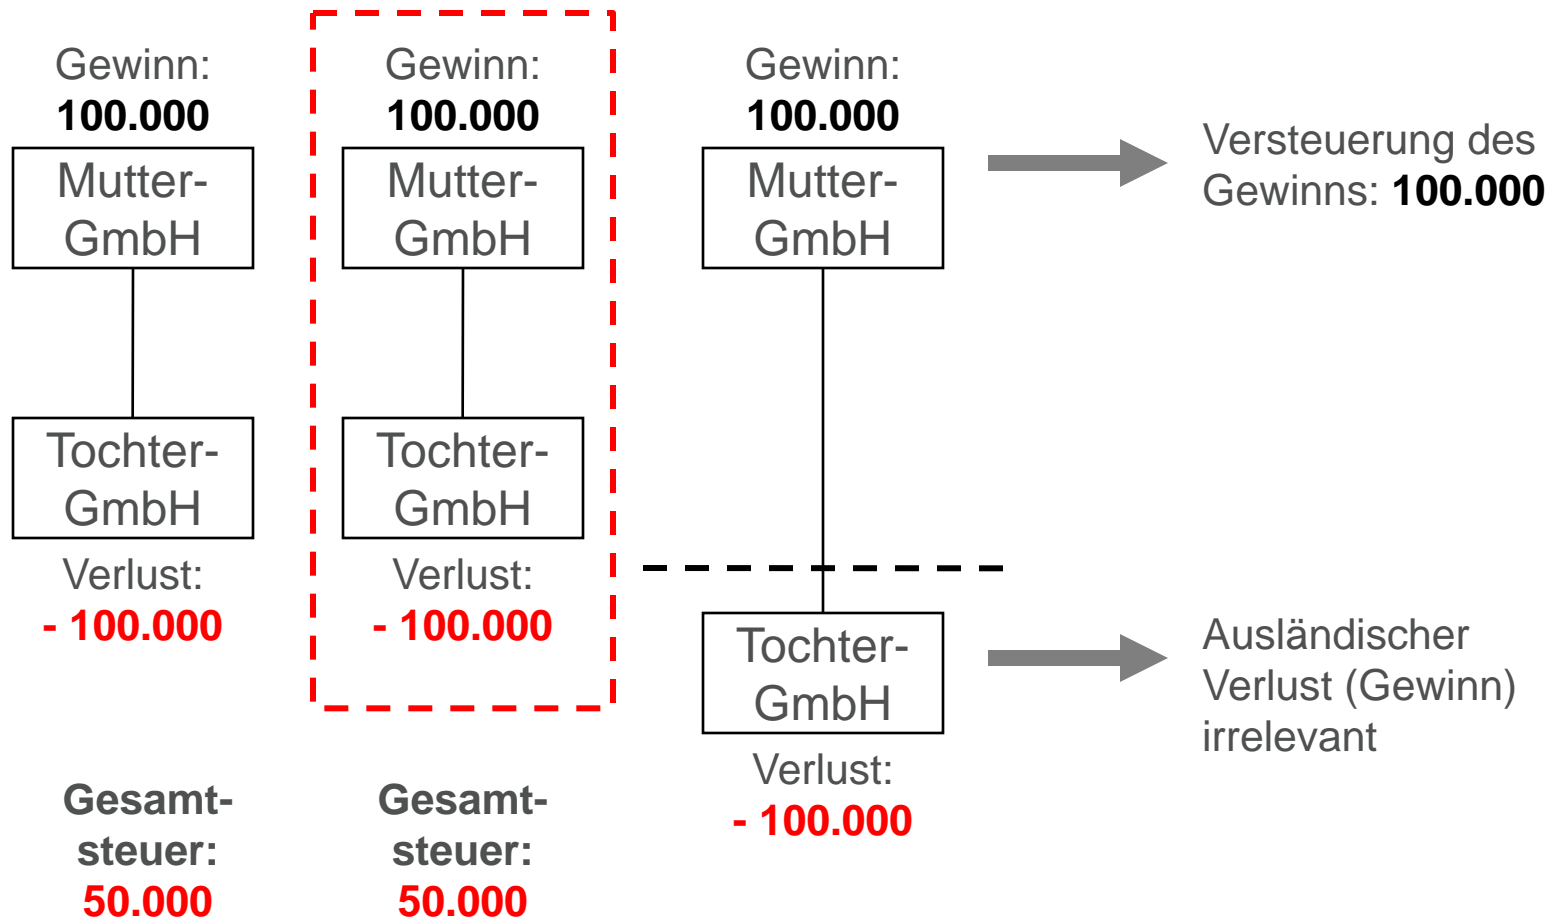 Gewinn:
100.000
Mutter-
GmbH
Tochter-
GmbH
Verlust:
- 100.000
Gesamt-
steuer:
50.000
Gewinn:
100.000
Mutter-
GmbH
Tochter-
GmbH
Verlust:
- 100.000
Gesamt-
steuer:
50.000
Gewinn:
100.000
Mutter-
GmbH
Tochter-
GmbH
Verlust:
- 100.000
Versteuerung des
Gewinns: 100.000
Ausländischer
Verlust (Gewinn)
irrelevant